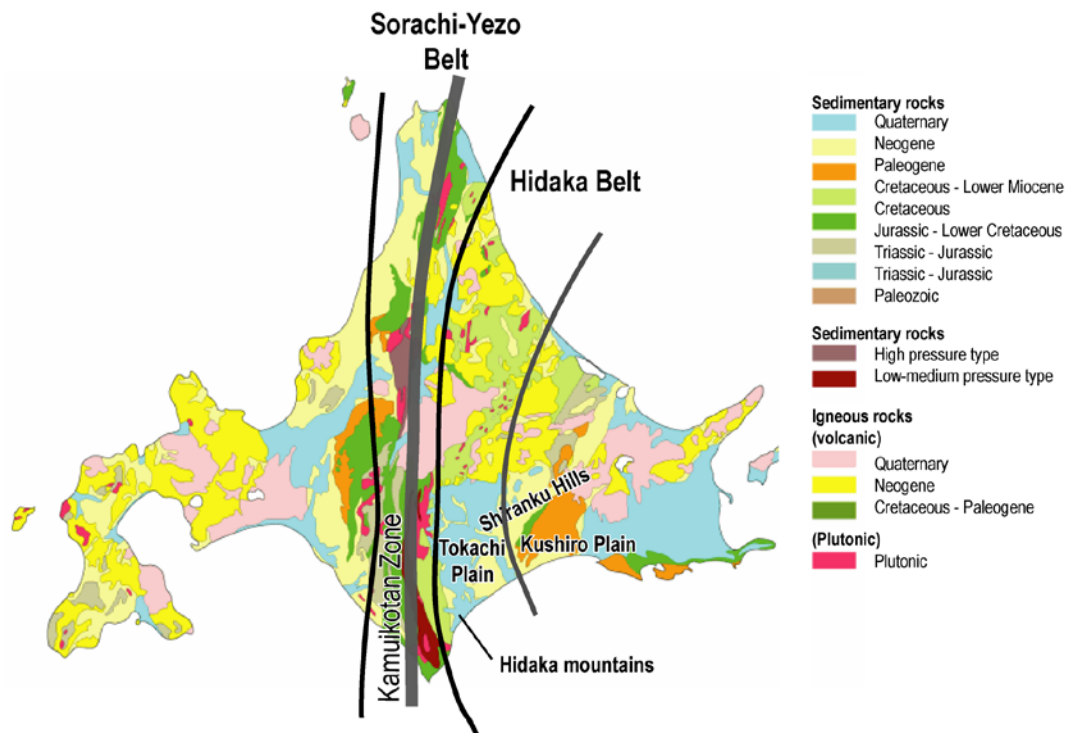 Sorachi-Yezo
Belt
Hidaka Belt
Shiranku Hills
Kushiro Plain
Tokachi
Plain
Kamuikotan Zone
Hidaka mountains
Sedimentary rocks
Quaternary
Neogene
Paleogene
Cretaceous - Lower Miocene
Cretaceous
Jurassic - Lower Cretaceous
Triassic - Jurassic
Triassic - Jurassic
Paleozoic
Sedimentary rocks
High pressure type
Low-medium pressure type
Igneous rocks
(volcanic)
Quaternary
Neogene
Cretaceous - Paleogene
(Plutonic)
Plutonic